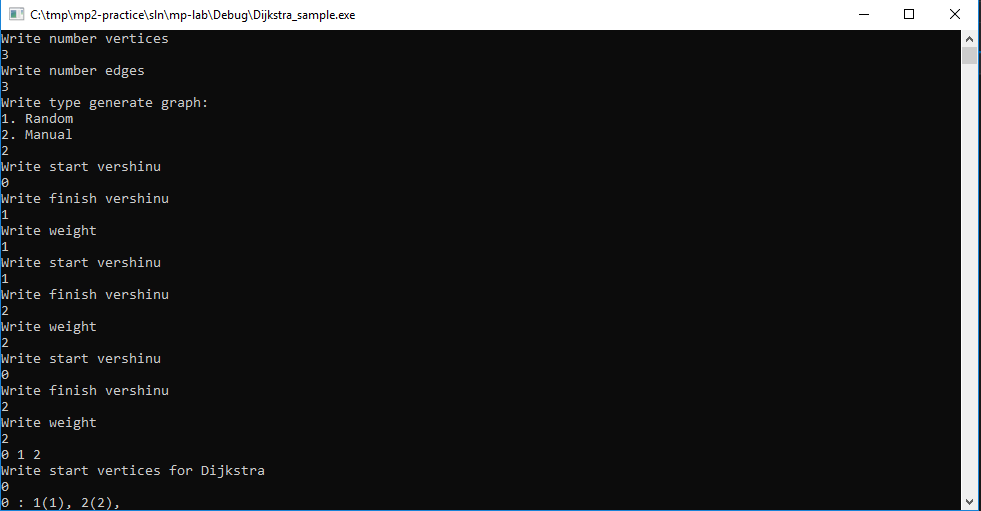 C:\tmp\mp2-practice\sln\mp-lab\Debug\Dijkstra_sample.exe
Write number vertices
3
Write number edges
3
Write type generate graph:
1. Random
2. Manual
2
Write start vershinu
0
Write finish vershinu
1
Write weight
1
Write start vershinu
1
Write finish vershinu
2
Write weight
2
Write start vershinu
0
Write finish vershinu
2
Write weight
2
0 1 2
Write start vertices for Dijkstra
0
0 : 1(1), 2(2),